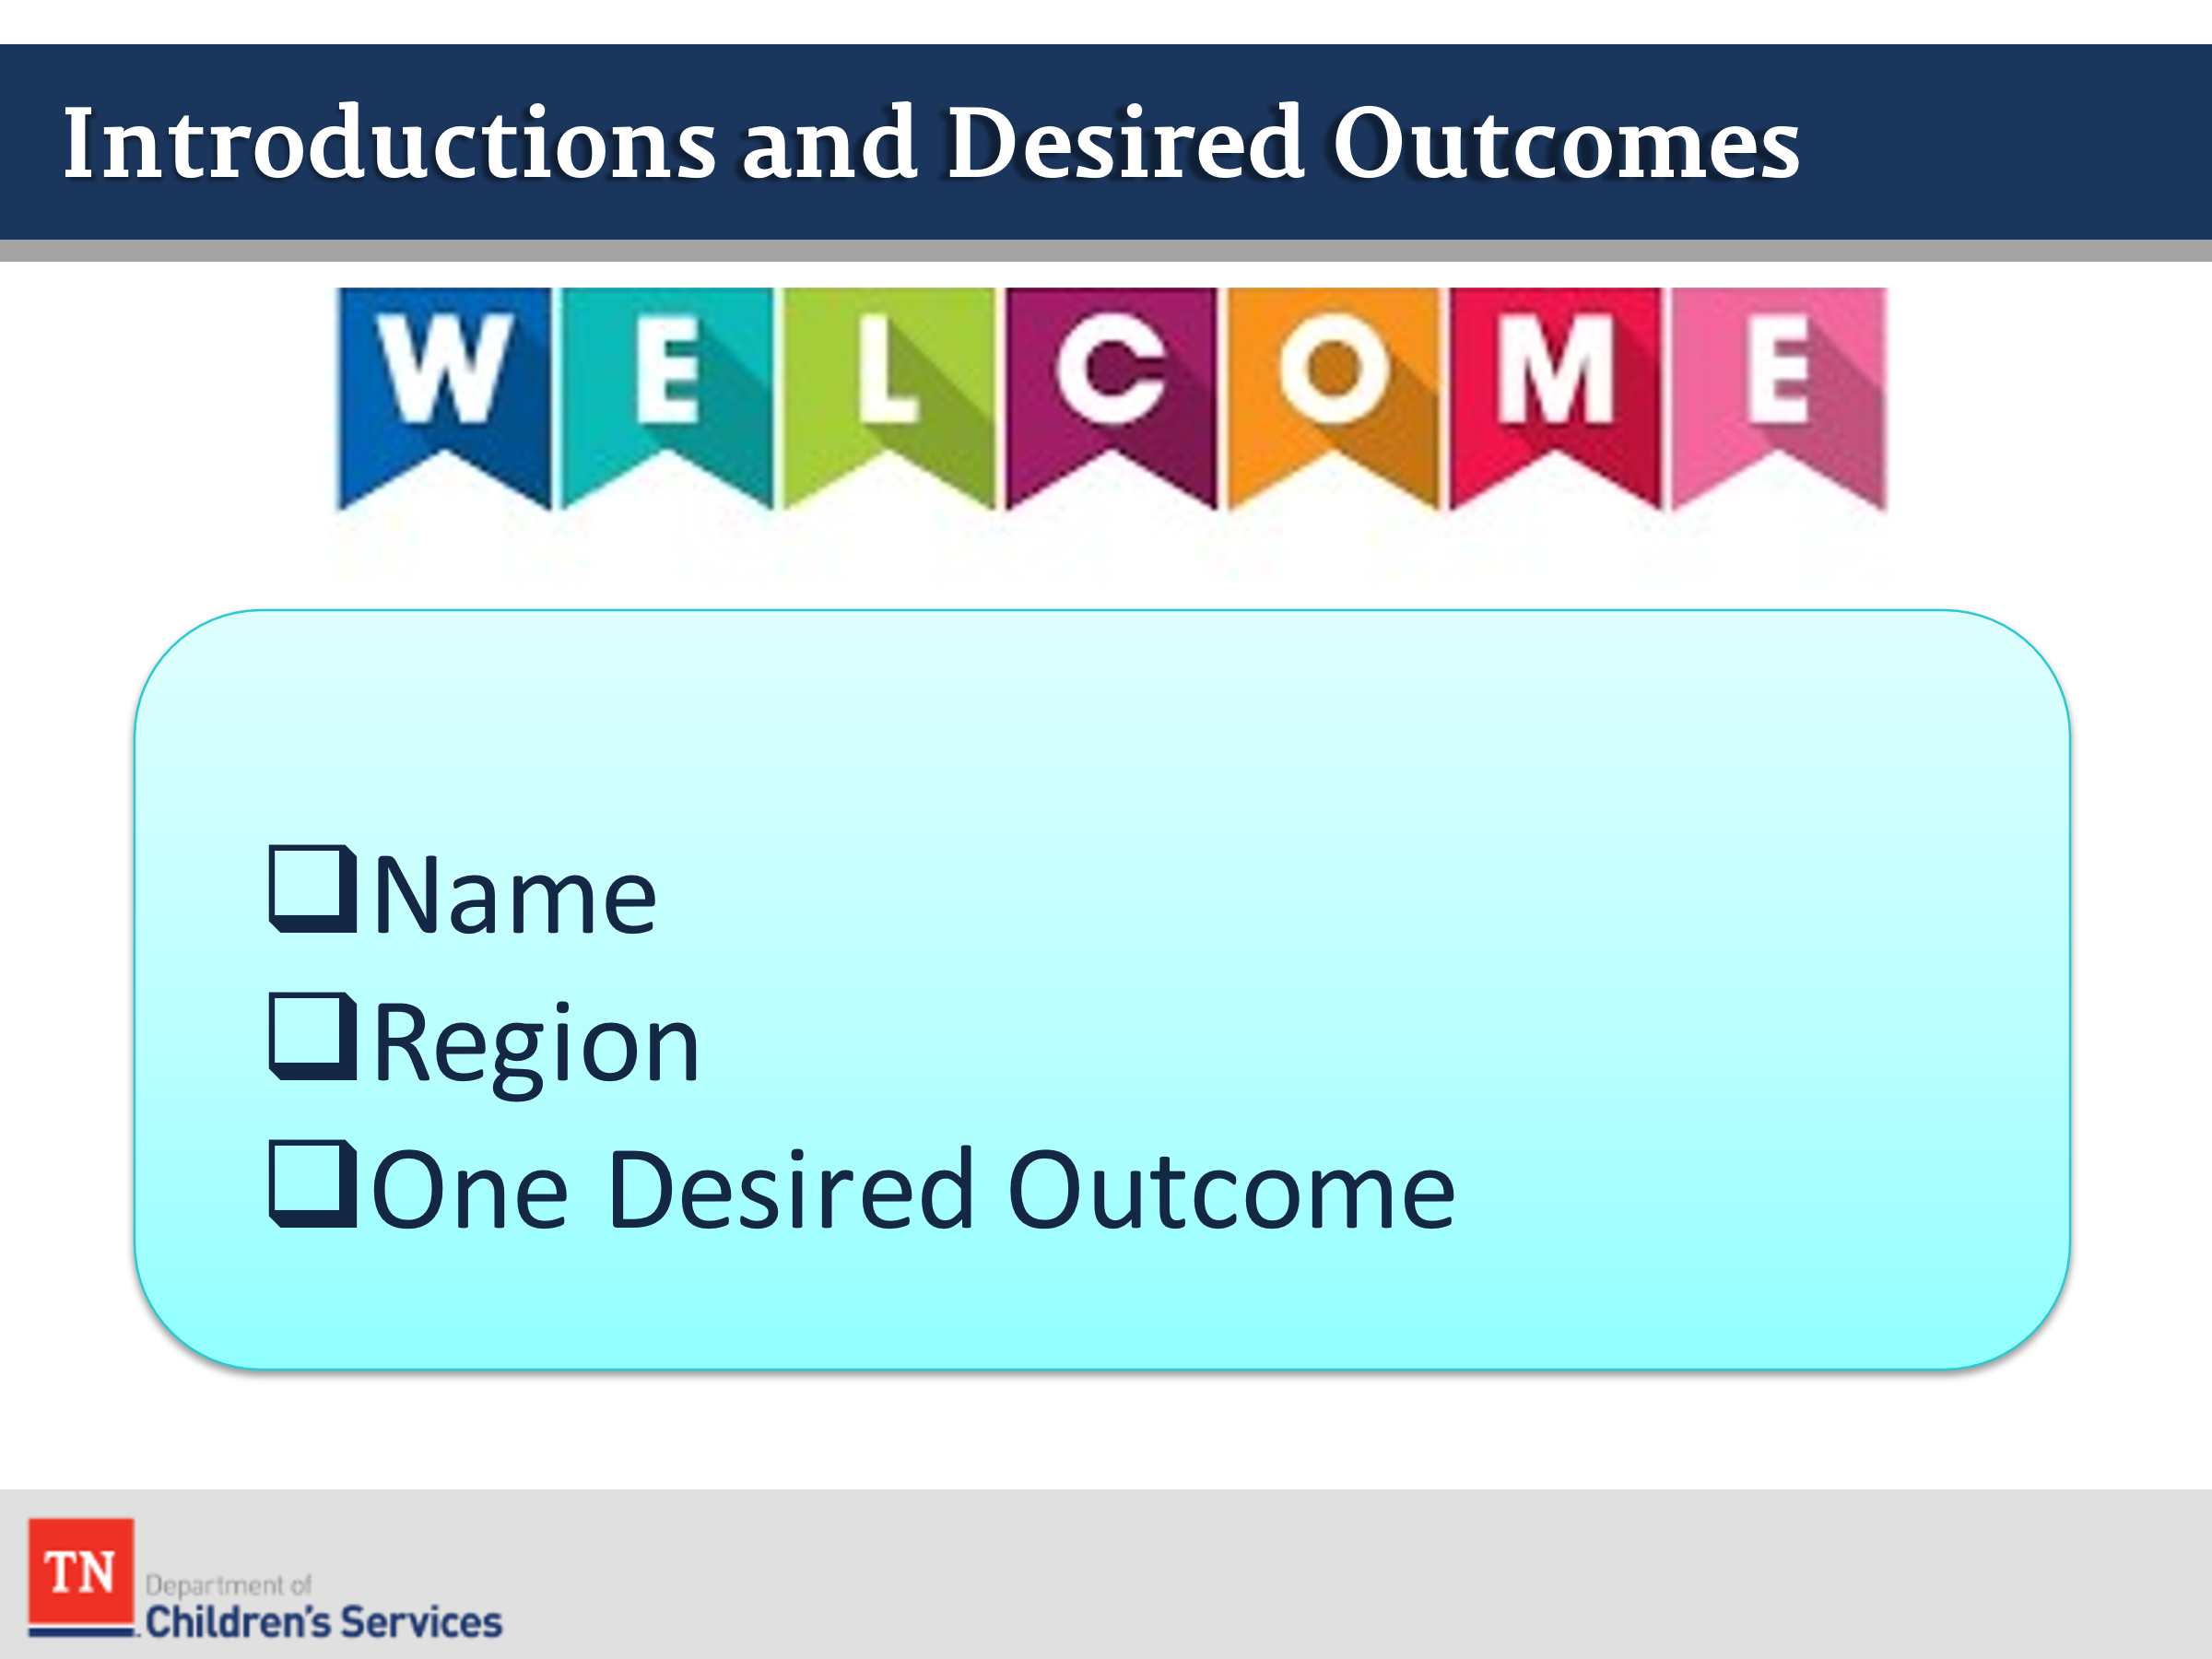 Introductions and Desired Outcomes
WELCOME
❑Name
❑Region
❑One Desired Outcome
TN
Department of
Children's Services